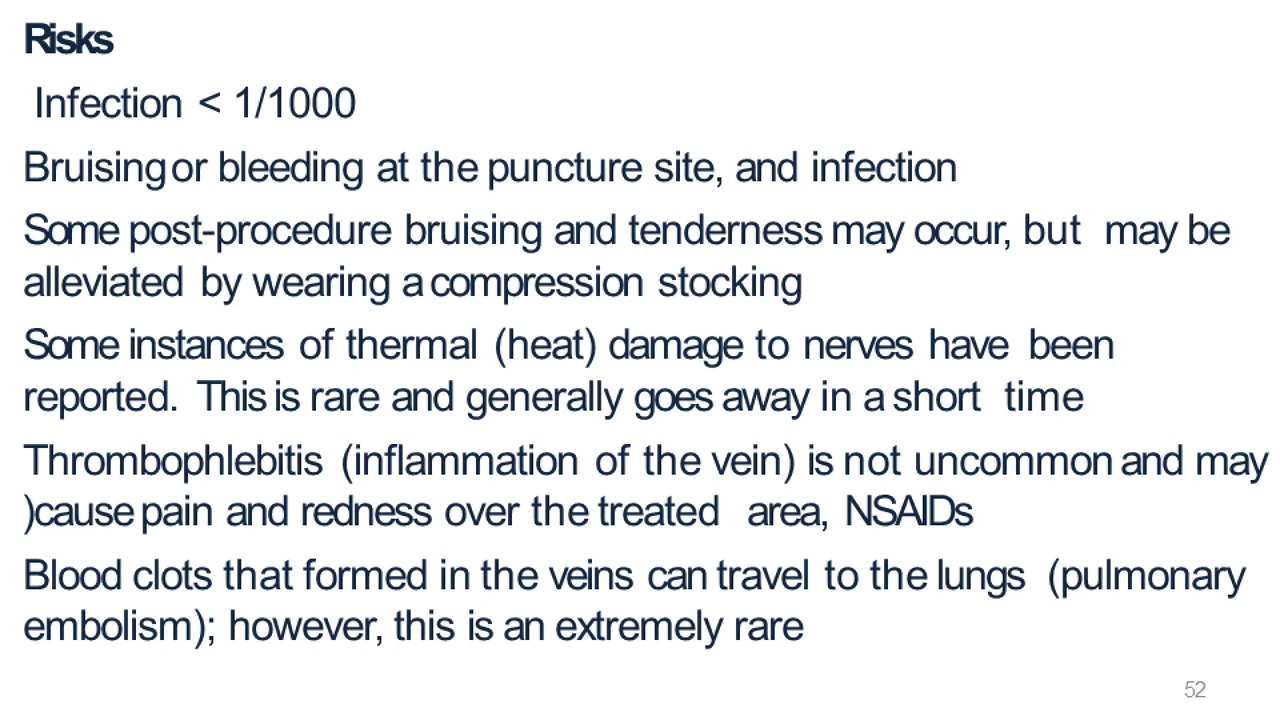 Risks
Infection < 1/1000
Bruising or bleeding at the puncture site, and infection
Some post-procedure bruising and tenderness may occur, but may be
alleviated by wearing a compression stocking
Some instances of thermal (heat) damage to nerves have been
reported. This is rare and generally goes away in a short time
Thrombophlebitis (inflammation of the vein) is not uncommon and may
)cause pain and redness over the treated area, NSAIDs
Blood clots that formed in the veins can travel to the lungs (pulmonary
embolism); however, this is an extremely rare
52